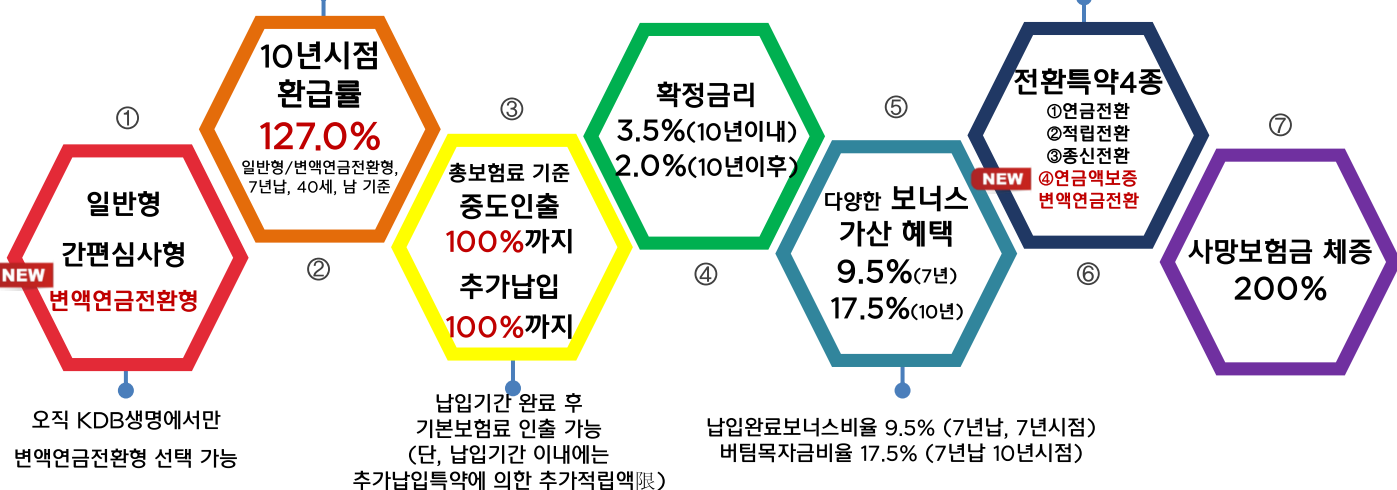 ①
일반형
간편심사형
NEW
변액연금전환형
오직 KDB생명에서만
변액연금전환형 선택 가능
10년시점
환급률
127.0%
일반형/변액연금전환형,
7년납, 40세, 남 기준
②
③
총보험료 기준
중도인출
100%까지
추가납입
100%까지
납입기간 완료 후
기본보험료 인출 가능
(단, 납입기간 이내에는
추가납입특약에 의한 추가적립액限)
확정금리
3.5%(10년이내)
2.0%(10년이후)
④
⑤
다양한 보너스
가산 혜택
9.5%(7년)
17.5%(10년)
납입완료보너스비율 9.5% (7년납, 7년시점)
버팀목자금비율 17.5% (7년납 10년시점)
전환특약4종
①연금전환
②적립전환
③종신전환
NEW
④연금액보증
변액연금전환
⑥
⑦
사망보험금 체증
200%